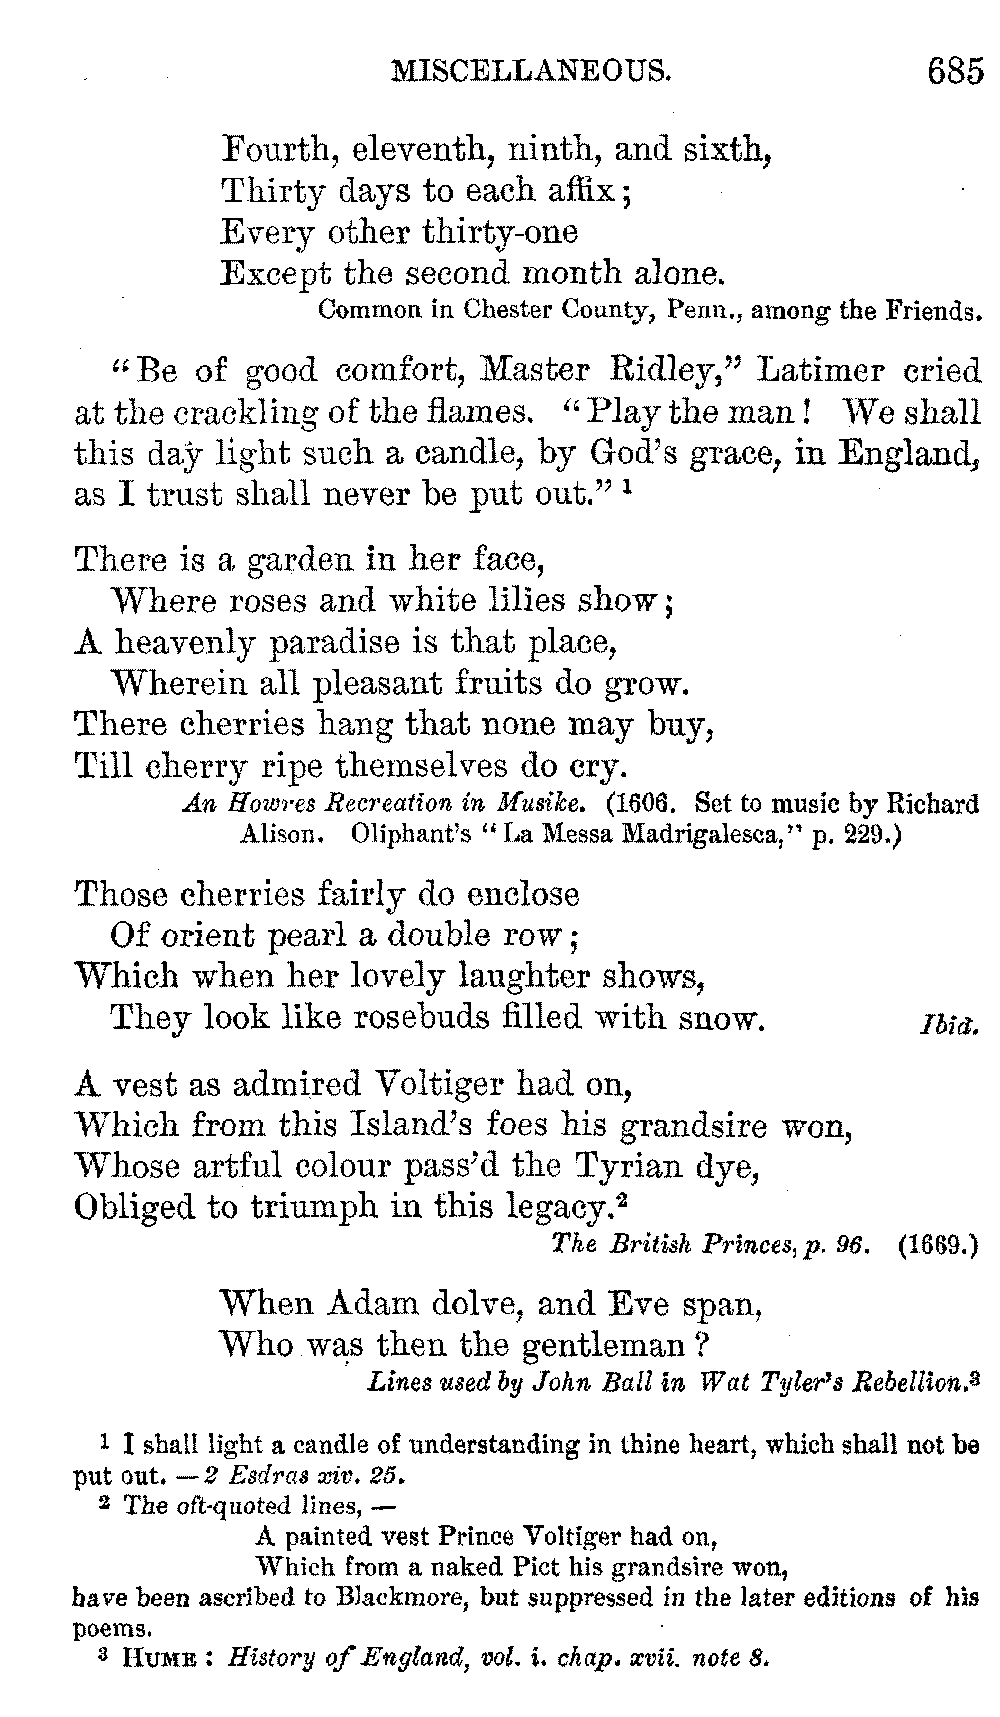 MISCELLANEOUS. 685
Fourth, eleventh, ninth, and sixth,
Thirty days to each affix;
Every other thirty-one
Except the second month alone.
Common in Chester County, Penn., among the Friends.
“Be of good comfort, Master Ridley,” Latimer cried
at the crackling of the flames. “Play the man! We shall
this day light such a candle, by God’s grace, in England,
as I trust shall never be put out.” 1
There is a garden in her face,
Where roses and white lilies show;
A heavenly paradise is that place,
Wherein all pleasant fruits do grow.
There cherries hang that none may buy,
Till cherry ripe themselves do cry.
An Howres Recreation in Musike. (1606. Set to music by Richard
Alison. Oliphant’s “La Messa Madrigalesca,” p. 229.)
Those cherries fairly do enclose
Of orient pearl a double row;
Which when her lovely laughter shows,
They look like rosebuds filled with snow. Ibid.
A vest as admired Voltiger had on,
Which from this Island’s foes his grandsire won,
Whose artful colour pass’d the Tyrian dye,
Obliged to triumph in this legacy.2
The British Princes, p. 96. (1669.)
When Adam dolve, and Eve span,
Who was then the gentleman?
Lines used by John Ball in Wat Tyler’s Rebellion.3
1 I shall light a candle of understanding in thine heart, which shall not be
put out. — 2 Esdras xiv. 25.
2 The oft-quoted lines, —
A painted vest Prince Voltiger had on,
Which from a naked Pict his grandsire won,
have been ascribed to Blackmore, but suppressed in the later editions of his
poems.
3 HUME: History of England, vol. i. chap. xvii. note 8.